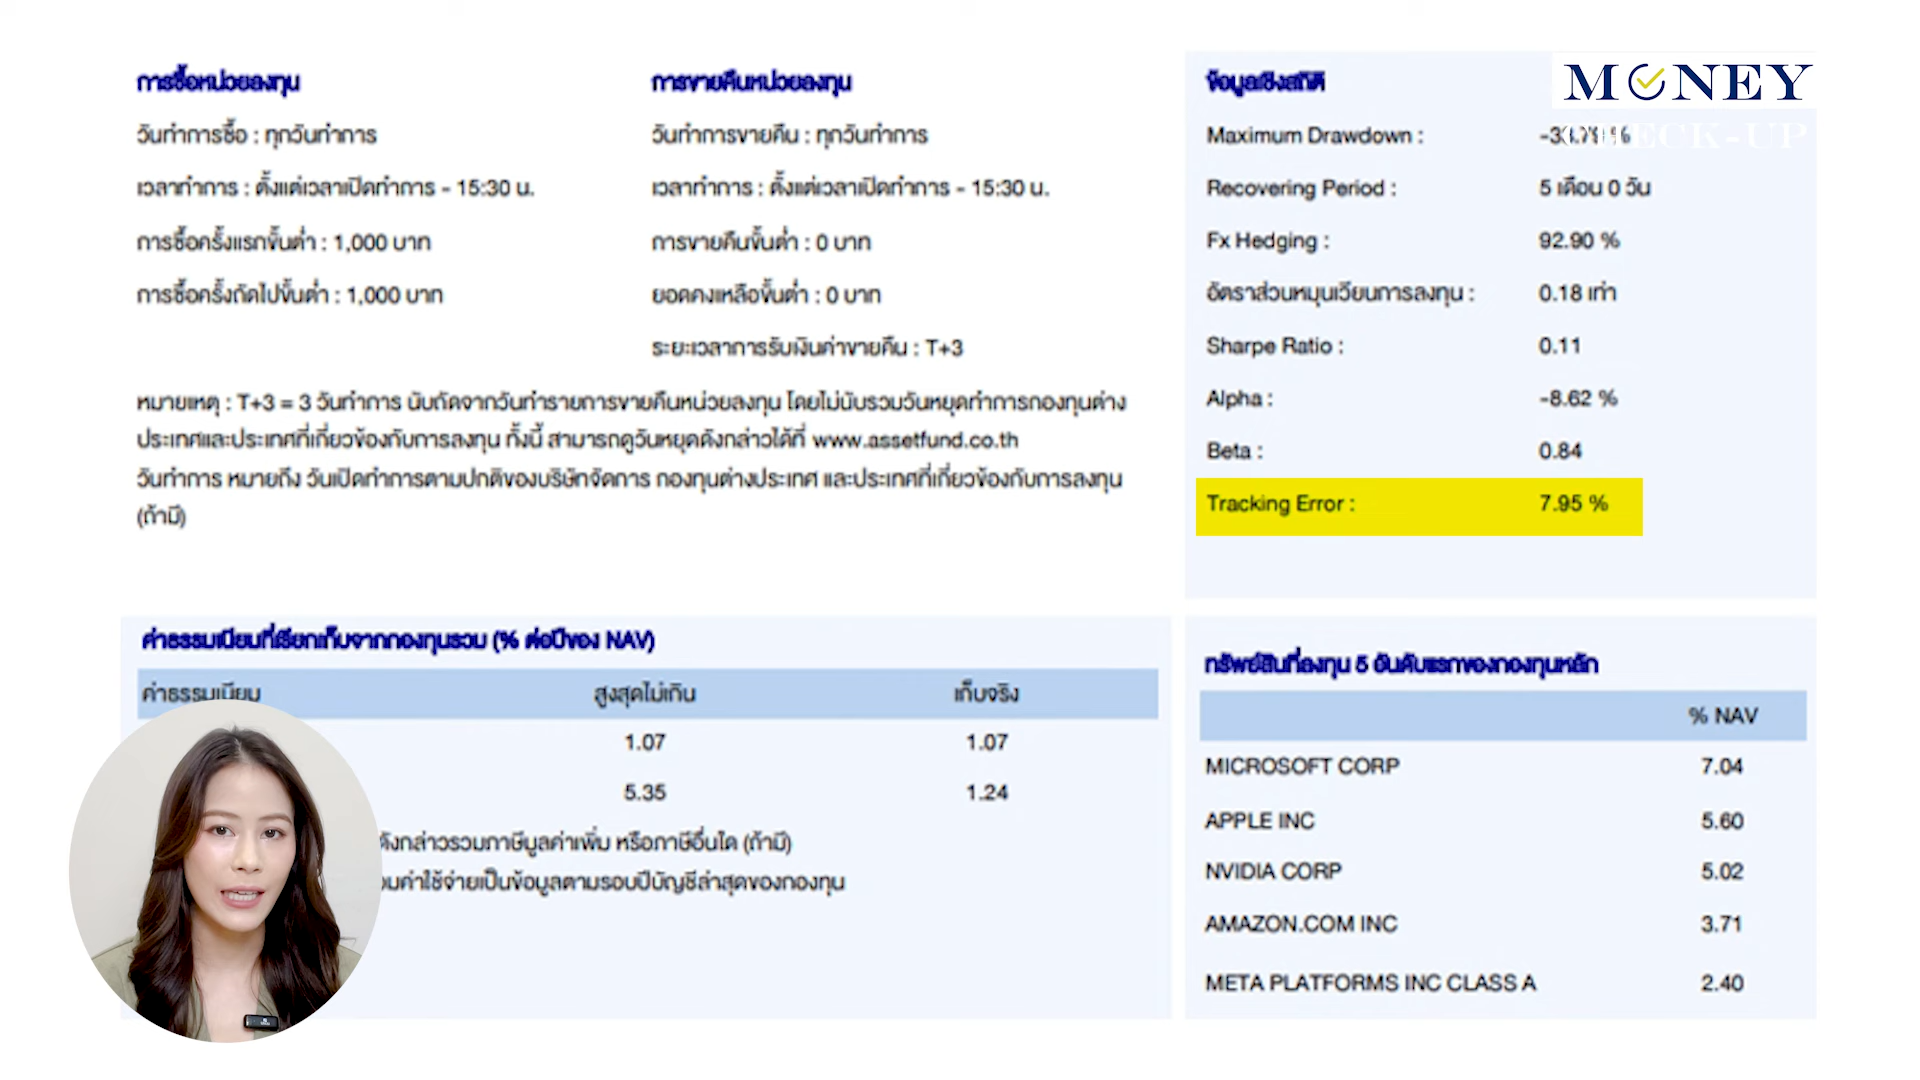 MONEY
CHECK-UP
การซื้อหน่วยลงทุน
วันทำการซื้อ : ทุกวันทำการ
เวลาทำการ : ตั้งแต่เวลาเปิดทำการ - 15:30 น.
การซื้อครั้งแรกขั้นต่ำ : 1,000 บาท
การซื้อครั้งถัดไปขั้นต่ำ : 1,000 บาท
การขายคืนหน่วยลงทุน
วันทำการขายคืน : ทุกวันทำการ
เวลาทำการ : ตั้งแต่เวลาเปิดทำการ - 15:30 น.
การขายคืนขั้นต่ำ : 0 บาท
ยอดคงเหลือขั้นต่ำ : 0 บาท
ระยะเวลาการรับเงินค่าขายคืน : T+3
หมายเหตุ : T+3 = 3 วันทำการ นับถัดจากวันทำรายการขายคืนหน่วยลงทุน โดยไม่นับรวมวันหยุดทำการกองทุนต่าง
ประเทศและประเทศที่เกี่ยวข้องกับการลงทุน ทั้งนี้ สามารถดูวันหยุดดังกล่าวได้ที่ www.assetfund.co.th
วันทำการ หมายถึง วันเปิดทำการตามปกติของบริษัทจัดการ กองทุนต่างประเทศ และประเทศที่เกี่ยวข้องกับการลงทุน
(ถ้ามี)
ข้อมูลเชิงสถิติ
Maximum Drawdown :
Recovering Period : 5 เดือน 0 วัน
Fx Hedging : 92.90 %
อัตราส่วนหมุนเวียนการลงทุน : 0.18 เท่า
Sharpe Ratio : 0.11
Alpha : -8.62 %
Beta : 0.84
Tracking Error : 7.95 %
ค่าธรรมเนียมที่เรียกเก็บจากกองทุนรวม (% ต่อปีของ NAV)
ค่าธรรมเนียม สูงสุดไม่เกิน เก็บจริง
1.07 1.07
5.35 1.24
ดังกล่าวรวมภาษีมูลค่าเพิ่ม หรือภาษีอื่นใด (ถ้ามี)
ค่าใช้จ่ายเป็นข้อมูลตามรอบปีบัญชีล่าสุดของกองทุน
ทรัพย์สินที่ลงทุน 5 อันดับแรกของกองทุนหลัก
% NAV
MICROSOFT CORP 7.04
APPLE INC 5.60
NVIDIA CORP 5.02
AMAZON.COM INC 3.71
META PLATFORMS INC CLASS A 2.40